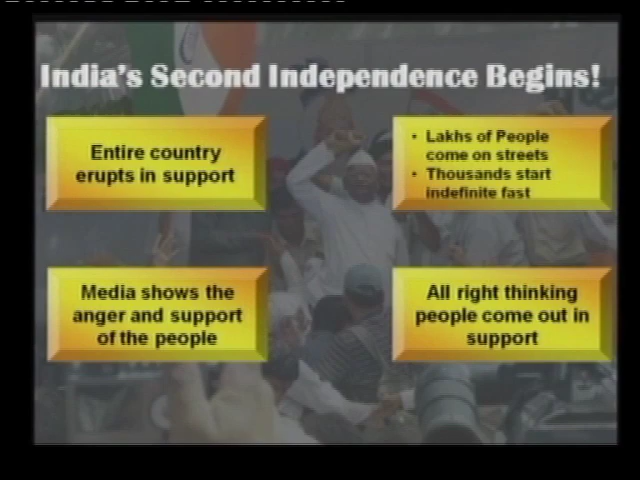 India's Second Independence Begins!
Entire country
erupts in support
• Lakhs of People
come on streets
• Thousands start
indefinite fast
Media shows the
anger and support
of the people
All right thinking
people come out in
support